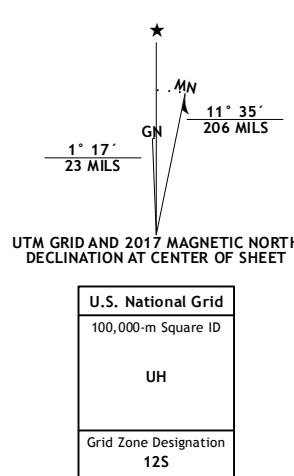 ★
MN
GN
11° 35´
206 MILS
1° 17´
23 MILS
UTM GRID AND 2017 MAGNETIC NORTH
DECLINATION AT CENTER OF SHEET
U.S. National Grid
100,000-m Square ID
UH
Grid Zone Designation
12S